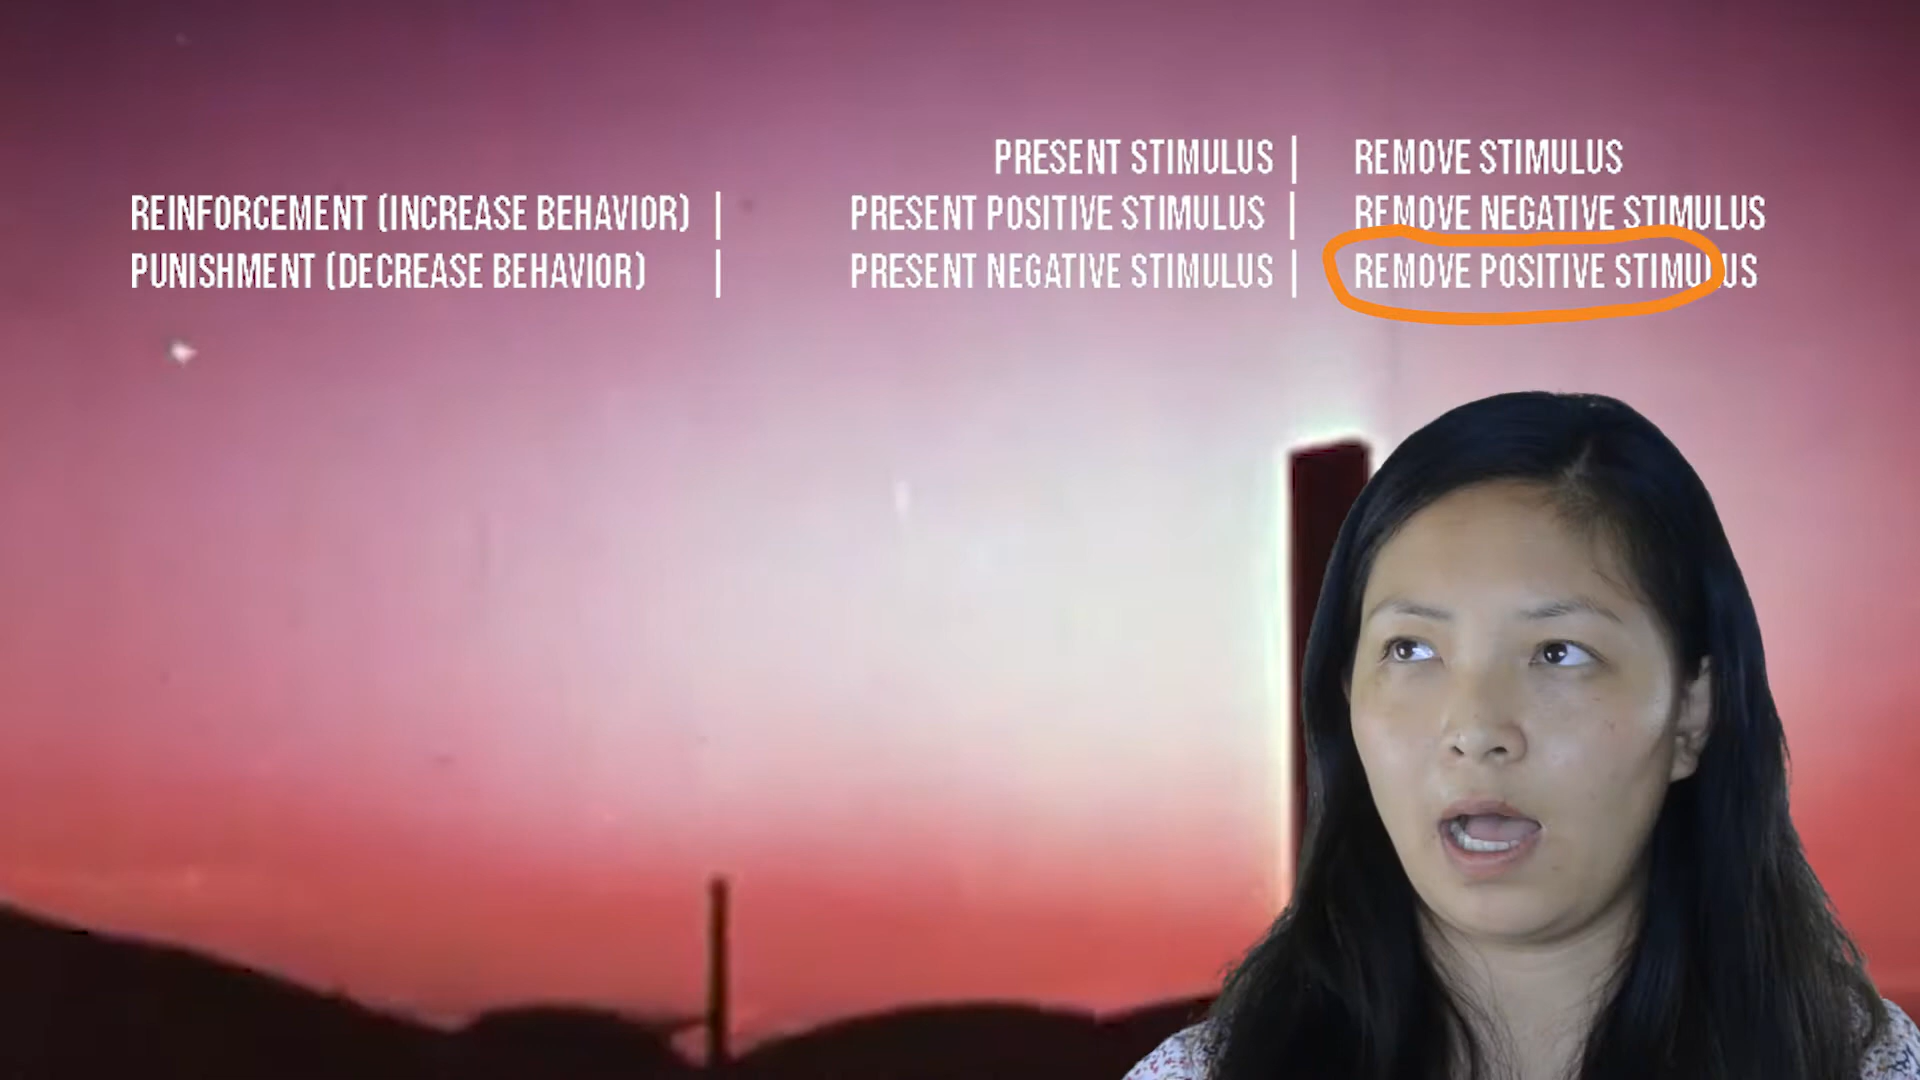 PRESENT STIMULUS | REMOVE STIMULUS
REINFORCEMENT (INCREASE BEHAVIOR) | PRESENT POSITIVE STIMULUS | REMOVE NEGATIVE STIMULUS
PUNISHMENT (DECREASE BEHAVIOR) | PRESENT NEGATIVE STIMULUS | REMOVE POSITIVE STIMULUS